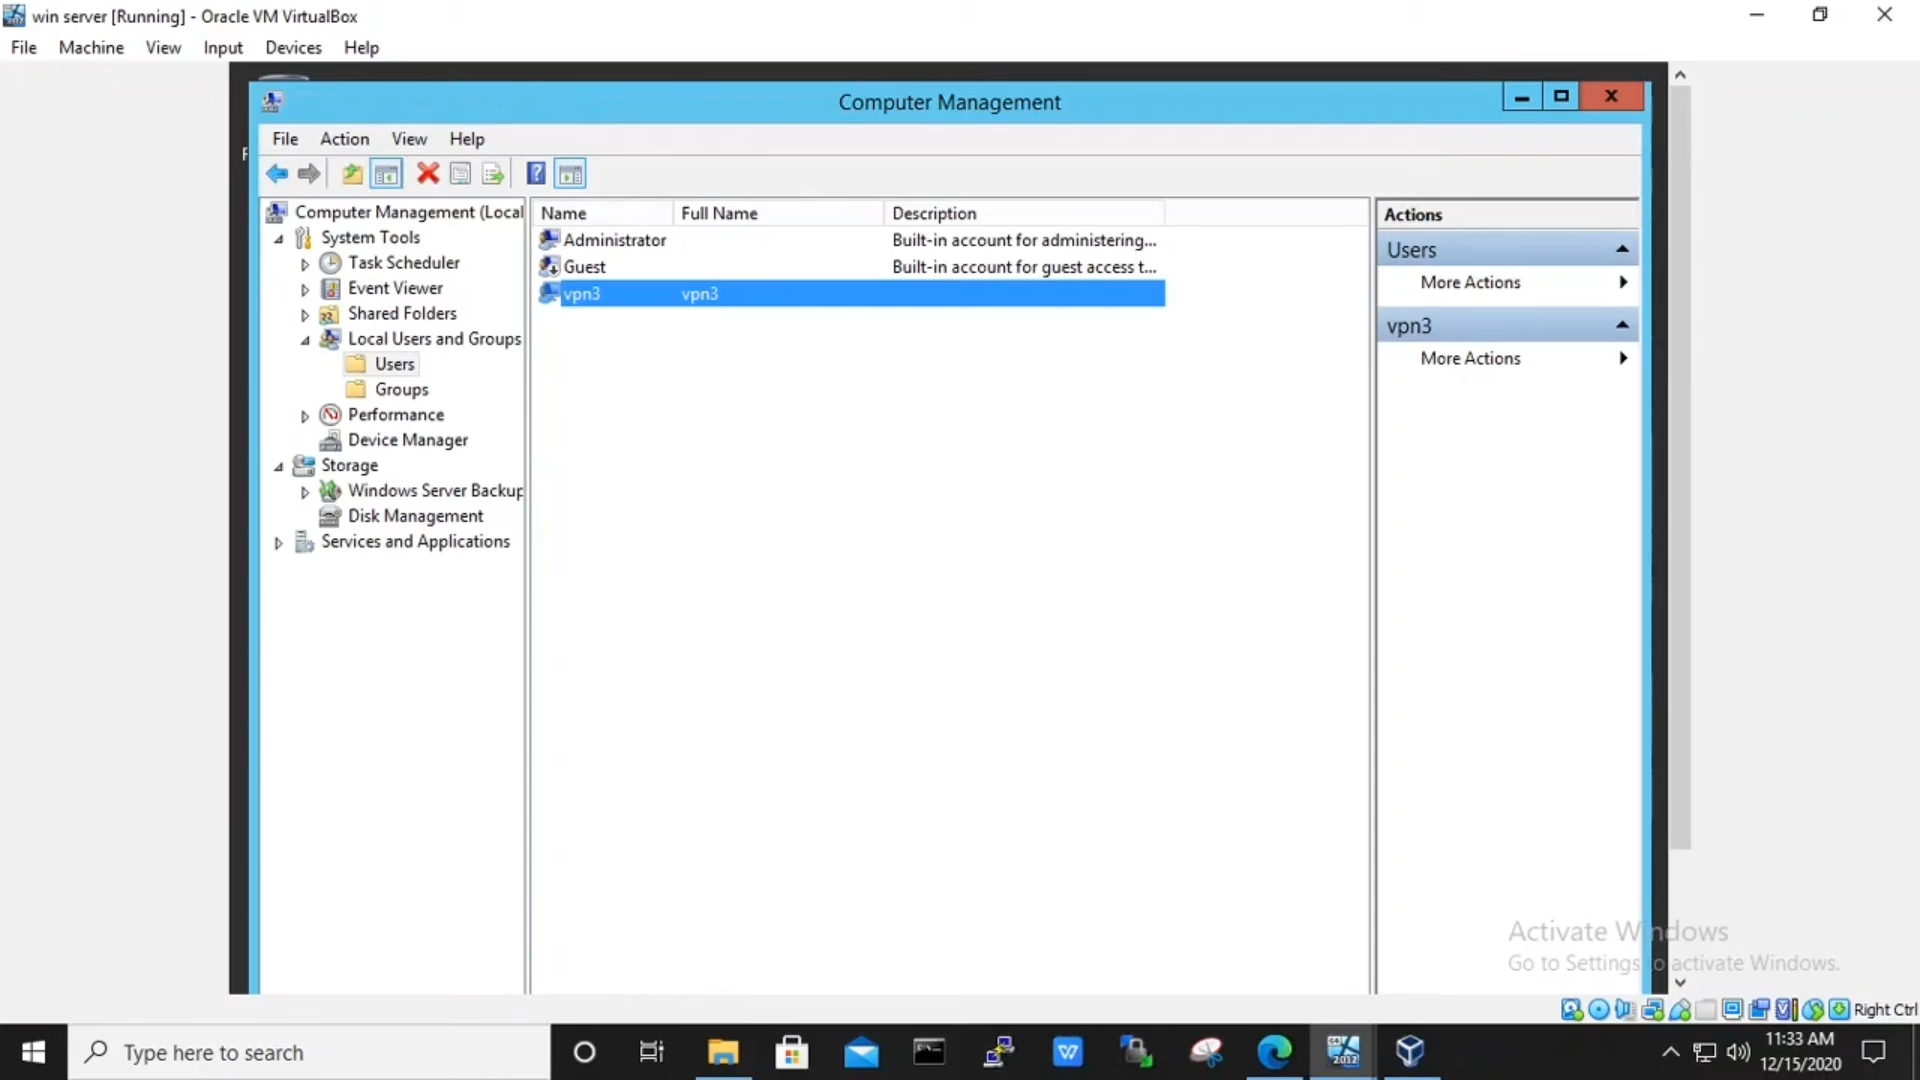 win server [Running] - Oracle VM VirtualBox
File Machine View Input Devices Help
Computer Management
File Action View Help
Computer Management (Local
System Tools
Task Scheduler
Event Viewer
Shared Folders
Local Users and Groups
Users
Groups
Performance
Device Manager
Storage
Windows Server Backup
Disk Management
Services and Applications
Name Full Name Description
Administrator Built-in account for administering...
Guest Built-in account for guest access t...
vpn3 vpn3
Actions
Users
More Actions
vpn3
More Actions
Activate Windows
Go to Settings to activate Windows.
Right Ctrl
Type here to search
2012
11:33 AM
12/15/2020